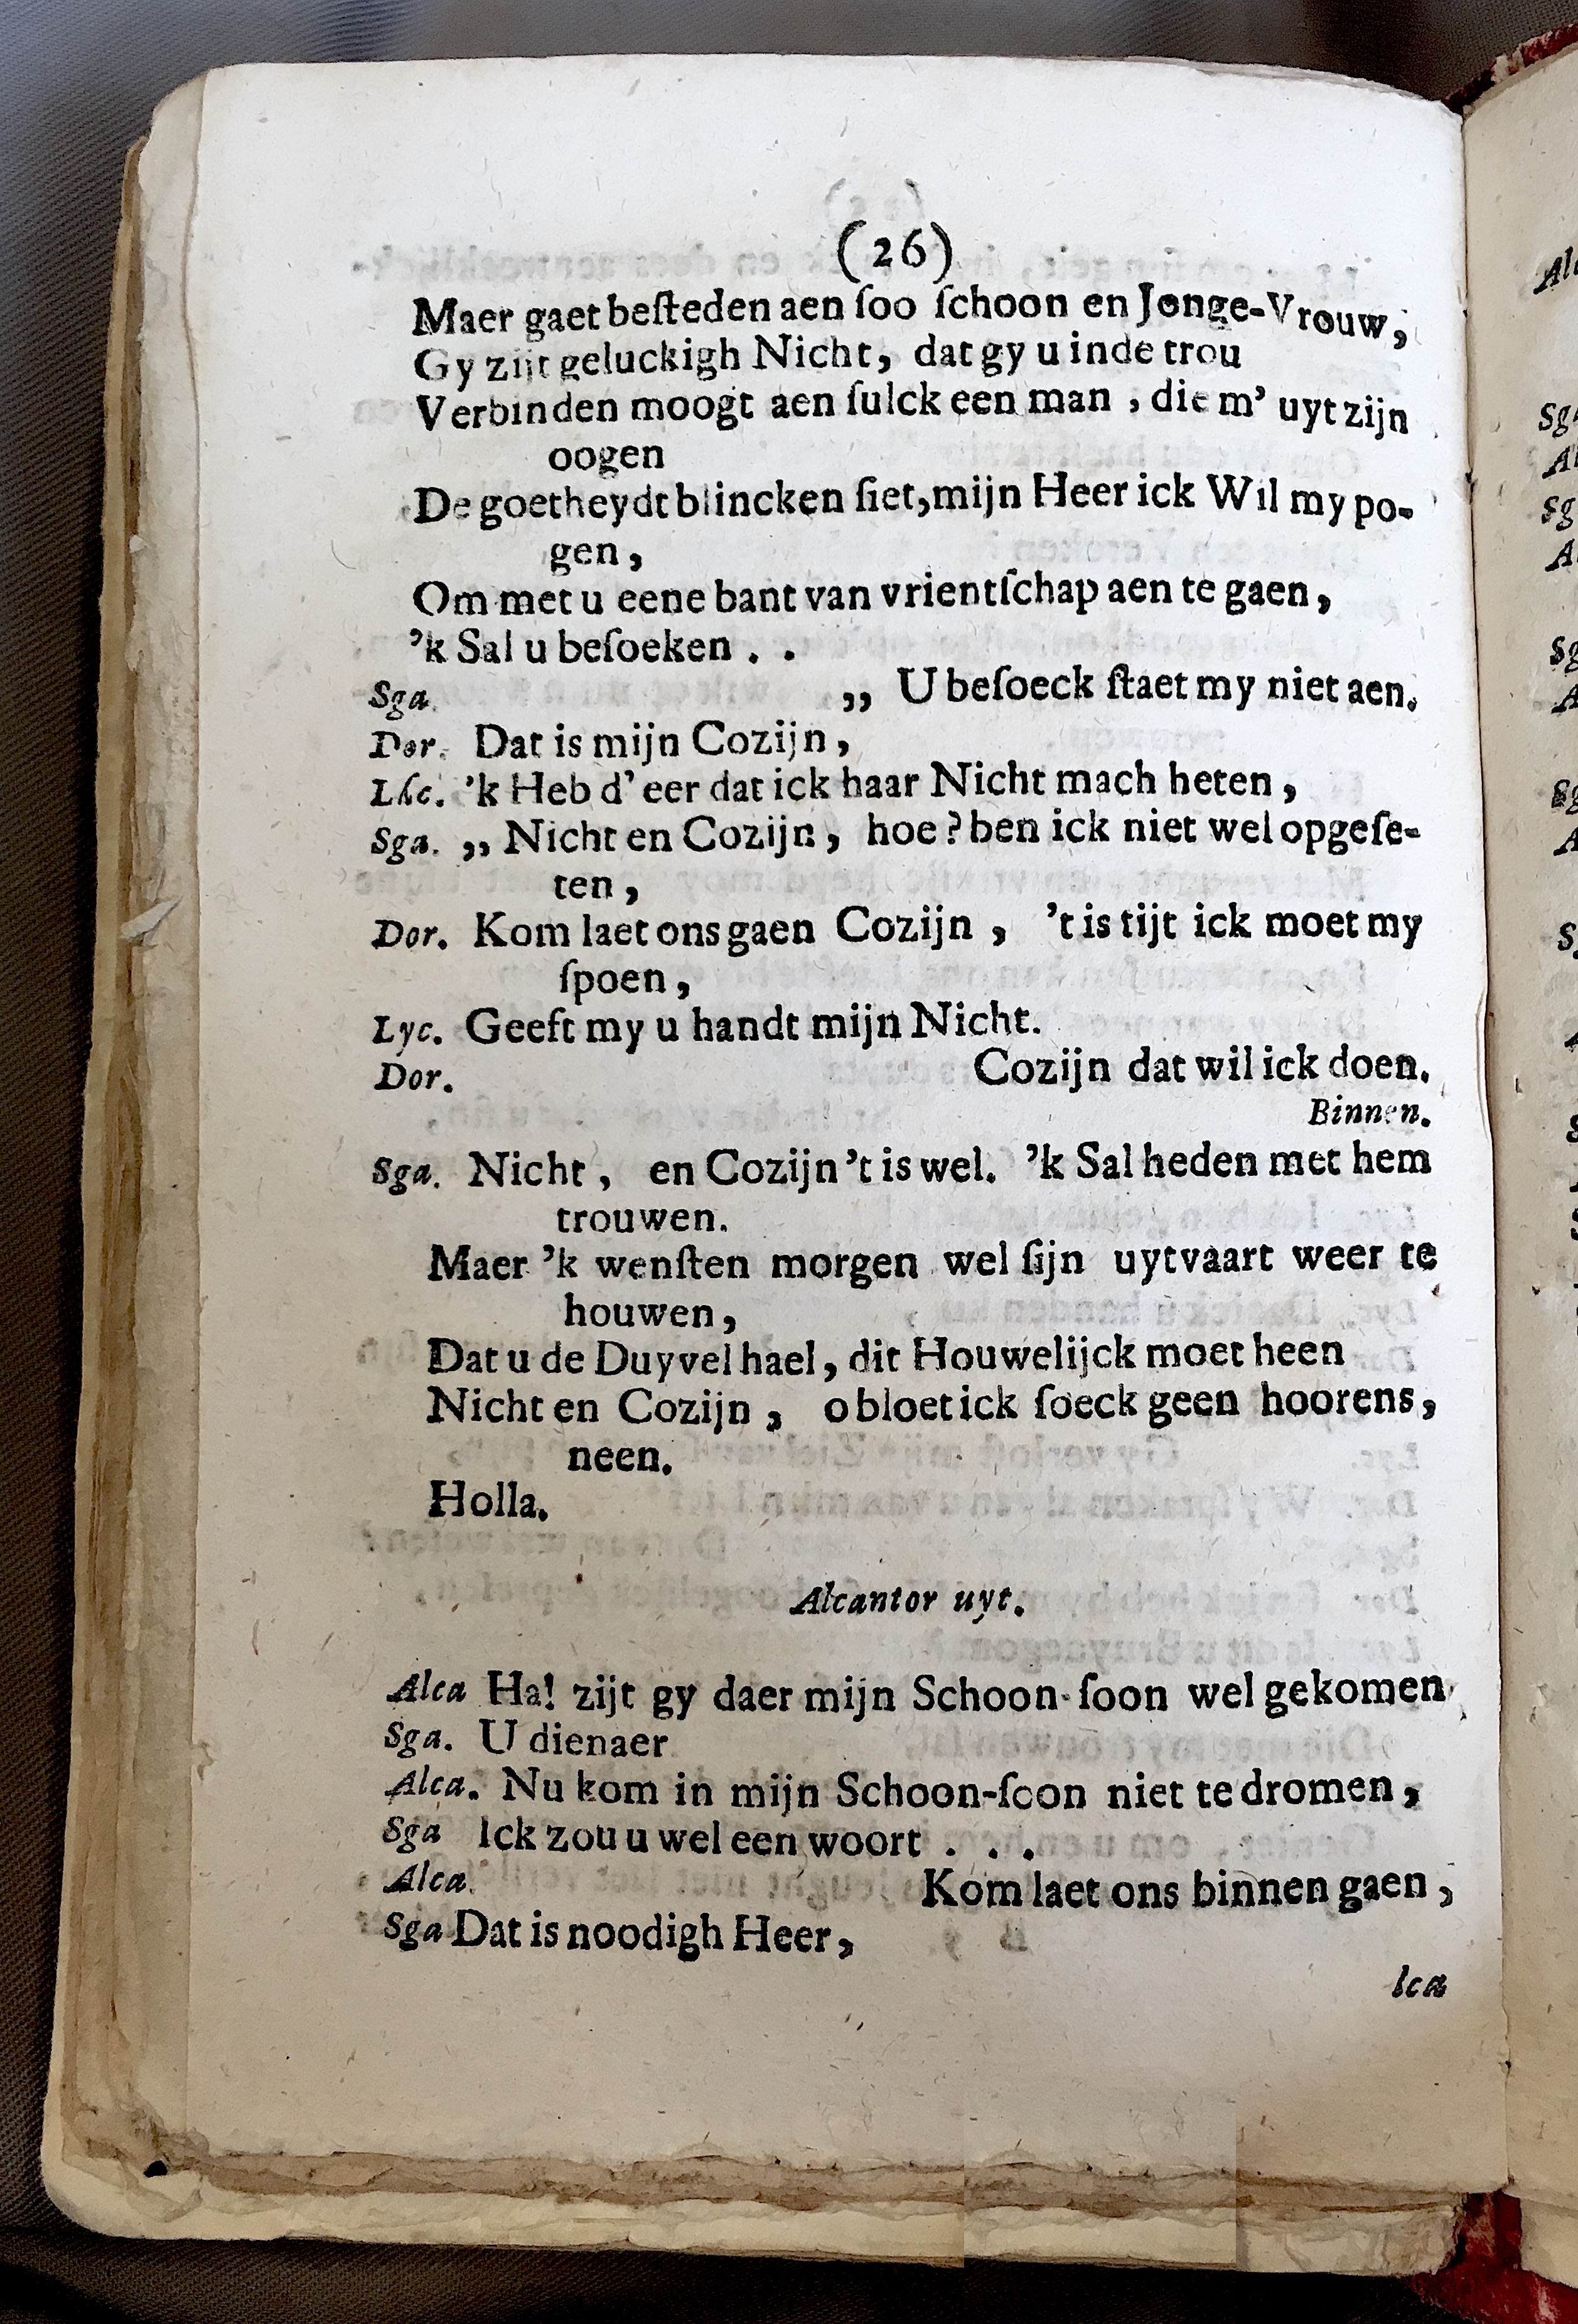 (26)
Maer gaet beſteden aen ſoo ſchoon en Jonge-Vrouw,
Gy zijt geluckigh Nicht, dat gy u inde trou
Verbinden moogt aen ſulck een man, die m' uyt zijn
oogen
De goetheydt blincken ſiet, mijn Heer ick Wil my po-
gen,
Om met u eene bant van vrientſchap aen te gaen,
'k Sal u beſoeken . .
Sga. ,, U beſoeck ſtaet my niet aen.
Dor. Dat is mijn Cozijn,
Lyc. 'k Heb d' eer dat ick haar Nicht mach heten,
Sga. ,, Nicht en Cozijn, hoe? ben ick niet wel opgeſe-
ten,
Dor. Kom laet ons gaen Cozijn, 't is tijt ick moet my
ſpoen,
Lyc. Geeft my u handt mijn Nicht.
Dor. Cozijn dat wil ick doen.
Binnen.
Sga. Nicht, en Cozijn 't is wel. 'k Sal heden met hem
trouwen.
Maer 'k wenſten morgen wel ſijn uytvaart weer te
houwen,
Dat u de Duyvel hael, dit Houwelijck moet heen
Nicht en Cozijn, o bloet ick ſoeck geen hoorens,
neen.
Holla.
Alcantor uyt.
Alca Ha! zijt gy daer mijn Schoon-ſoon wel gekomen
Sga. U dienaer
Alca. Nu kom in mijn Schoon-ſoon niet te dromen,
Sga Ick zou u wel een woort . . .
Alca. Kom laet ons binnen gaen,
Sga Dat is noodigh Heer,
lca